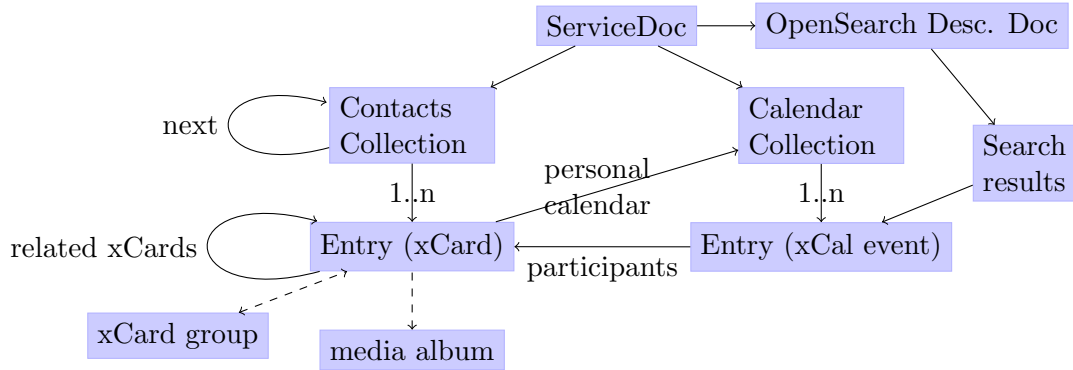 ServiceDoc
OpenSearch Desc. Doc
Contacts
Collection
next
Calendar
Collection
Search
results
personal
calendar
1..n
1..n
related xCards
Entry (xCard)
Entry (xCal event)
participants
xCard group
media album